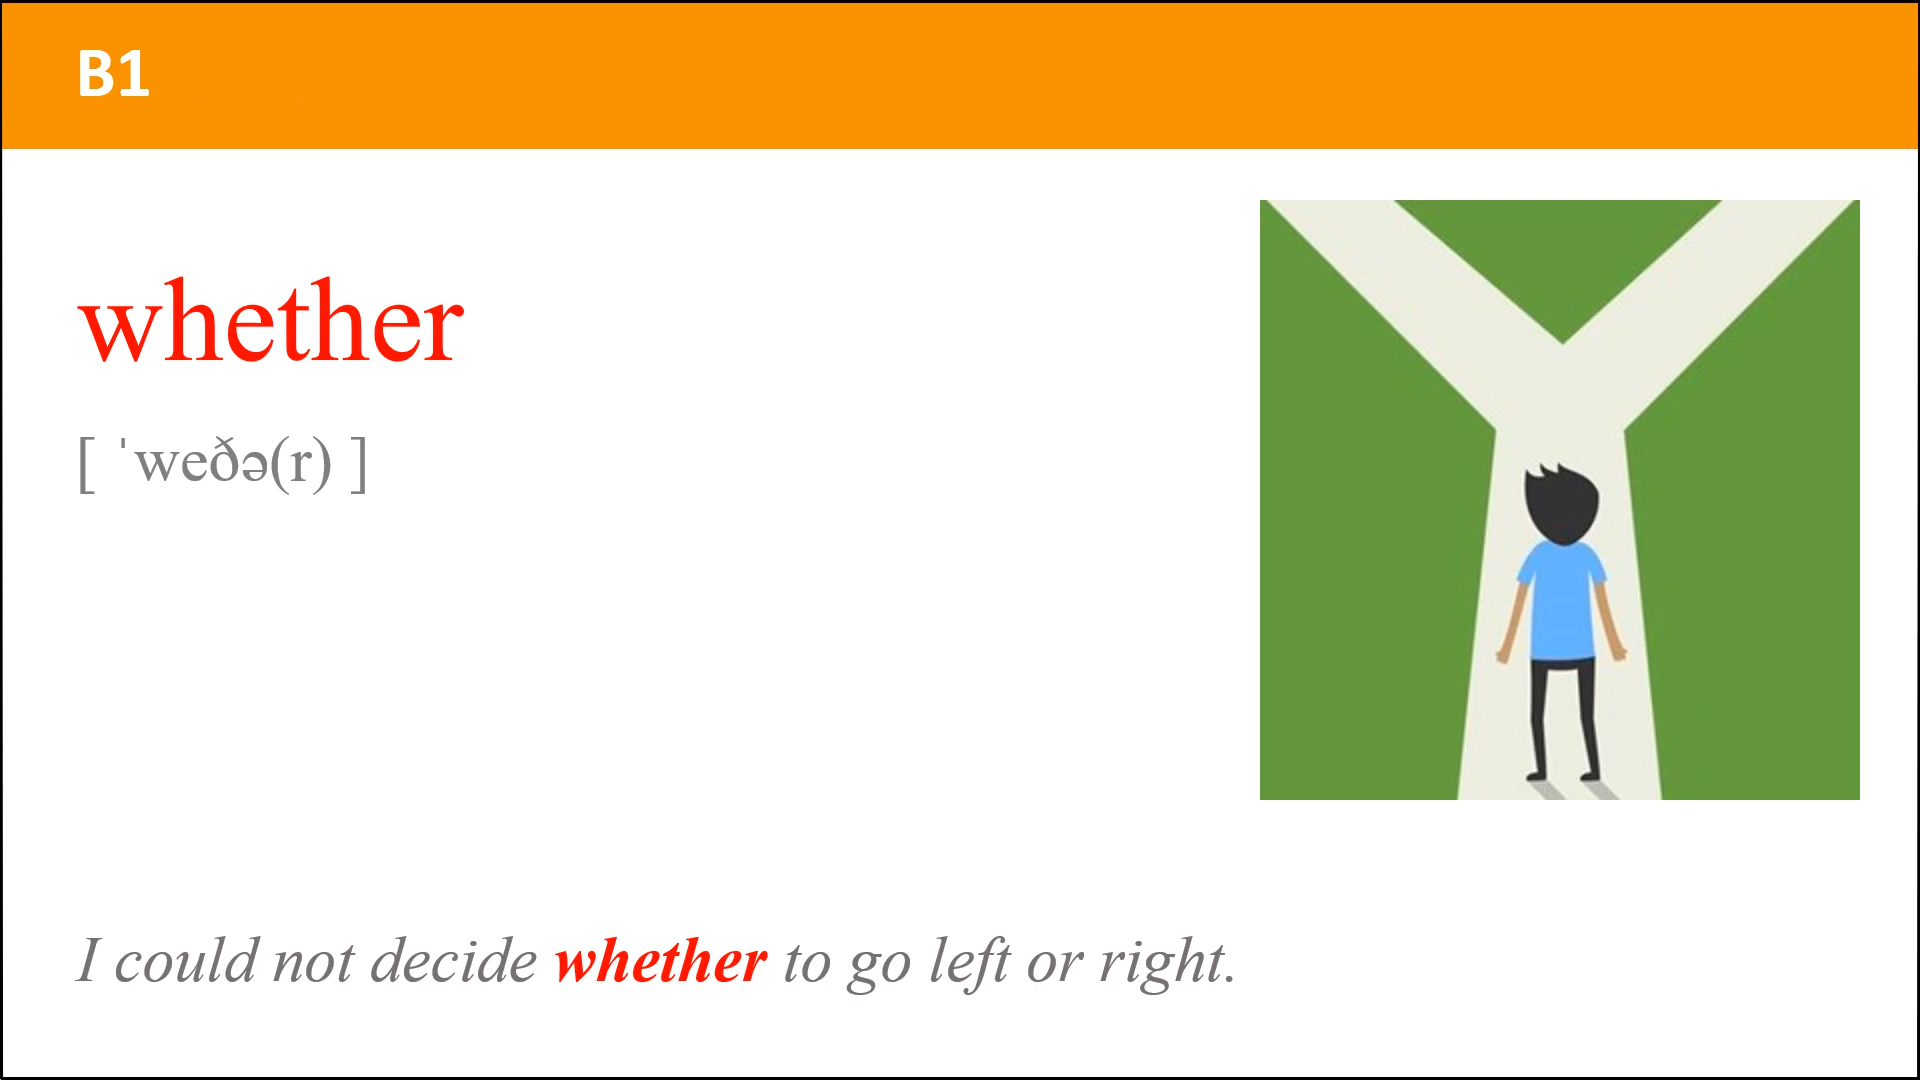 B1
whether
[ ˈweðə(r) ]
I could not decide whether to go left or right.